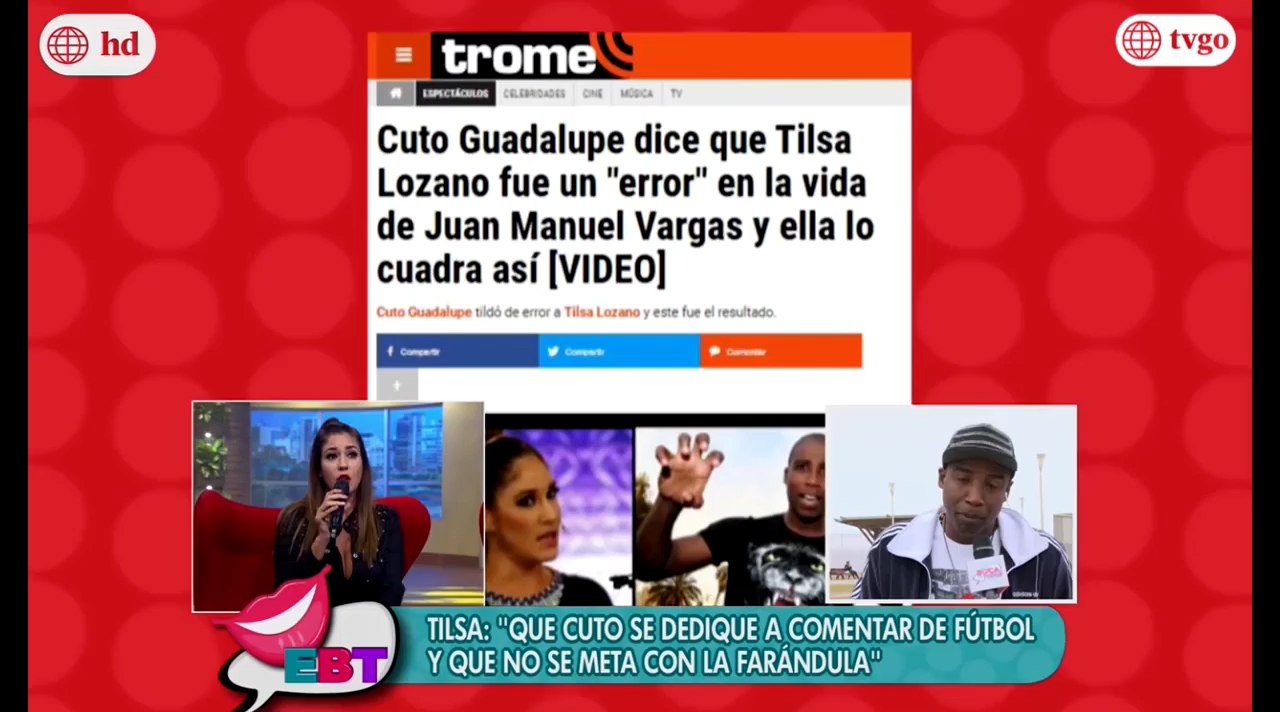 hd
tvgo
trome
ESPECTÁCULOS CELEBRIDADES CINE MÚSICA TV
Cuto Guadalupe dice que Tilsa
Lozano fue un "error" en la vida
de Juan Manuel Vargas y ella lo
cuadra así [VIDEO]
Cuto Guadalupe tildó de error a Tilsa Lozano y este fue el resultado.
Compartir Compartir Comentar
+
EBT
TILSA: "QUE CUTO SE DEDIQUE A COMENTAR DE FÚTBOL
Y QUE NO SE META CON LA FARÁNDULA"